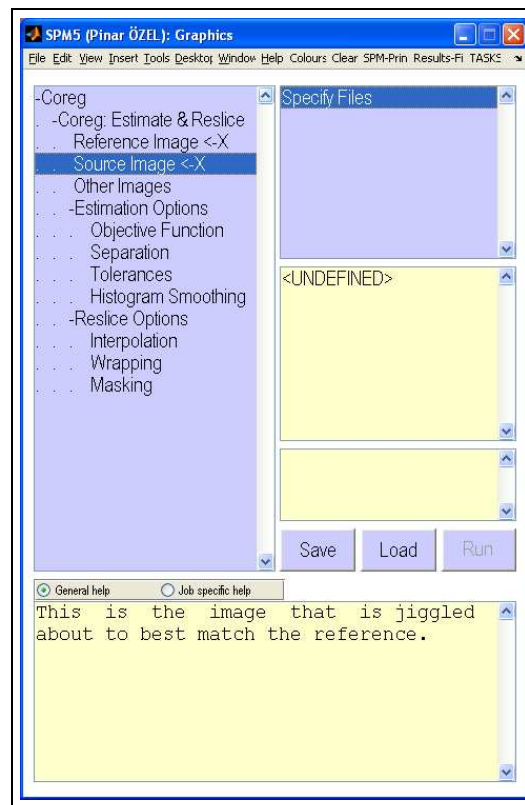 SPM5 (Pinar ÖZEL): Graphics
File Edit View Insert Tools Desktop Window Help Colours Clear SPM-Prin Results-Fi TASKS
-Coreg
. -Coreg: Estimate & Reslice
. . Reference Image <-X
. . Source Image <-X
. . Other Images
. . -Estimation Options
. . . Objective Function
. . . Separation
. . . Tolerances
. . . Histogram Smoothing
. . -Reslice Options
. . . Interpolation
. . . Wrapping
. . . Masking
Specify Files
<UNDEFINED>
Save Load Run
General help Job specific help
This is the image that is jiggled
about to best match the reference.